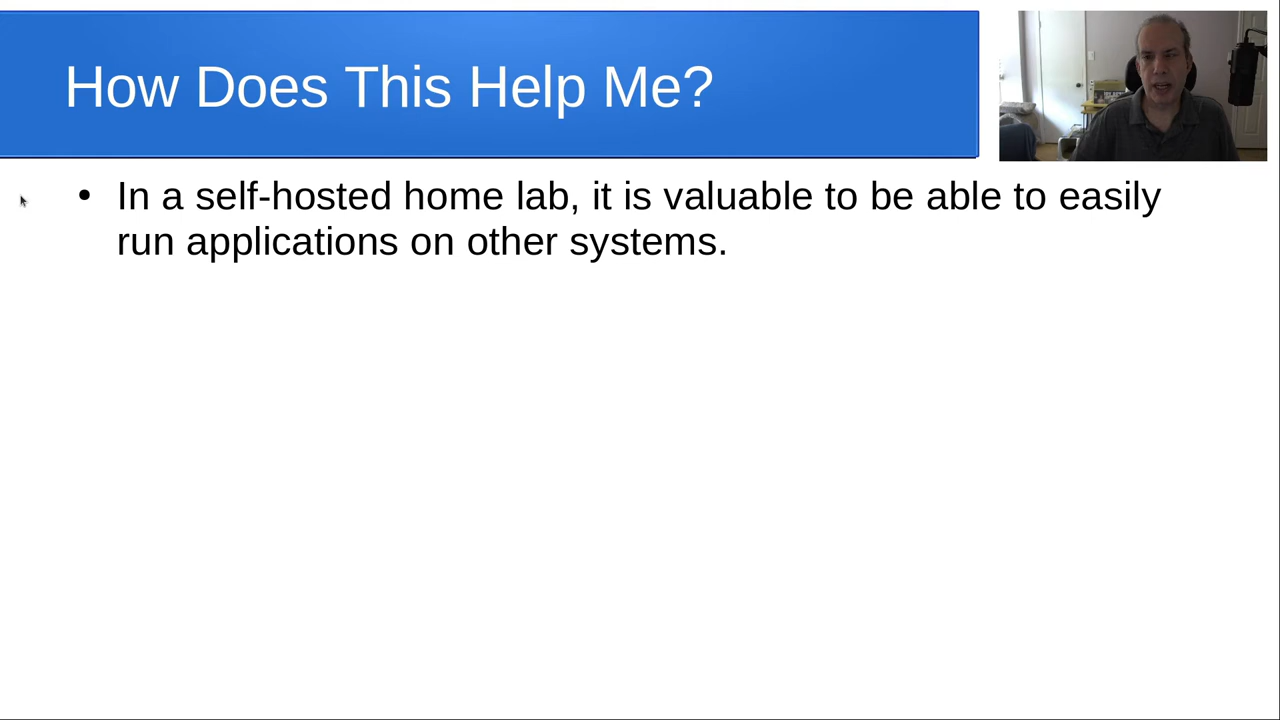 How Does This Help Me?
• In a self-hosted home lab, it is valuable to be able to easily
run applications on other systems.